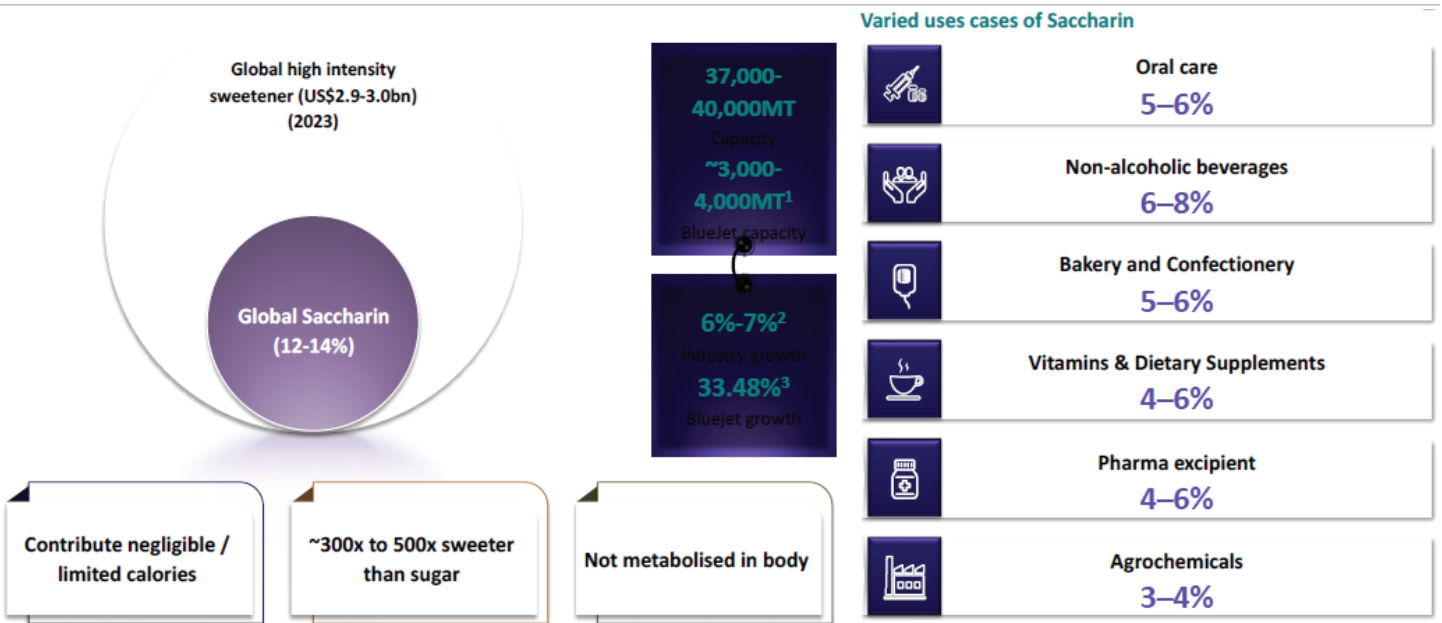 Varied uses cases of Saccharin
Global high intensity
sweetener (US$2.9-3.0bn)
(2023)
Global Saccharin
(12-14%)
37,000-
40,000MT
Capacity
~3,000-
4,000MT¹
BlueJet capacity
6%-7%²
Industry growth
33.48%³
Bluejet growth
Oral care
5–6%
Non-alcoholic beverages
6–8%
Bakery and Confectionery
5–6%
Vitamins & Dietary Supplements
4–6%
Pharma excipient
4–6%
Agrochemicals
3–4%
Contribute negligible /
limited calories
~300x to 500x sweeter
than sugar
Not metabolised in body